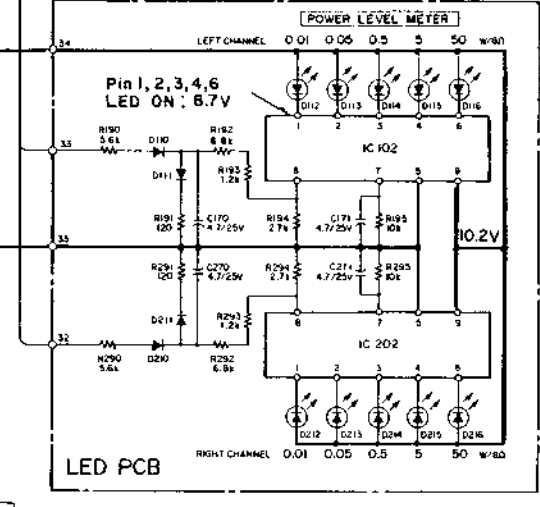 POWER LEVEL METER
34
LEFT CHANNEL 0.01 0.05 0.5 5 50 W/8Ω
Pin 1, 2, 3, 4, 6
LED ON : 6.7V
D112 D113 D114 D115 D116
1 2 3 4 6
IC 102
33
R190
5.6k
D110
R192
6.8k
D111
R193
1.2k
8 7 5 9
R191
120
C170
4.7/25V
R194
2.7k
C171
4.7/25V
R195
10k
10.2V
35
R291
120
C270
4.7/25V
R294
2.7k
C271
4.7/25V
R295
10k
D211
R293
1.2k
8 7 5 9
32
R290
5.6k
D210
R292
6.8k
IC 202
1 2 3 4 6
D212 D213 D214 D215 D216
RIGHT CHANNEL 0.01 0.05 0.5 5 50 W/8Ω
LED PCB